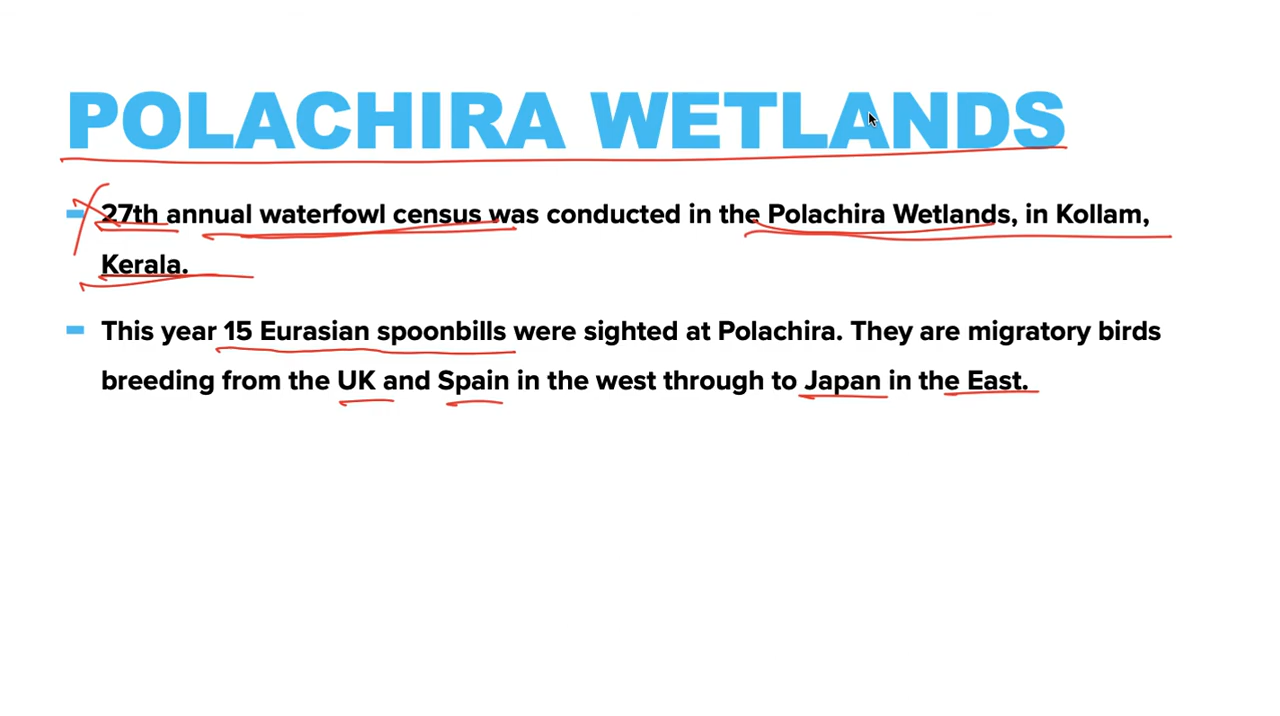 POLACHIRA WETLANDS
- 27th annual waterfowl census was conducted in the Polachira Wetlands, in Kollam,
Kerala.
- This year 15 Eurasian spoonbills were sighted at Polachira. They are migratory birds
breeding from the UK and Spain in the west through to Japan in the East.